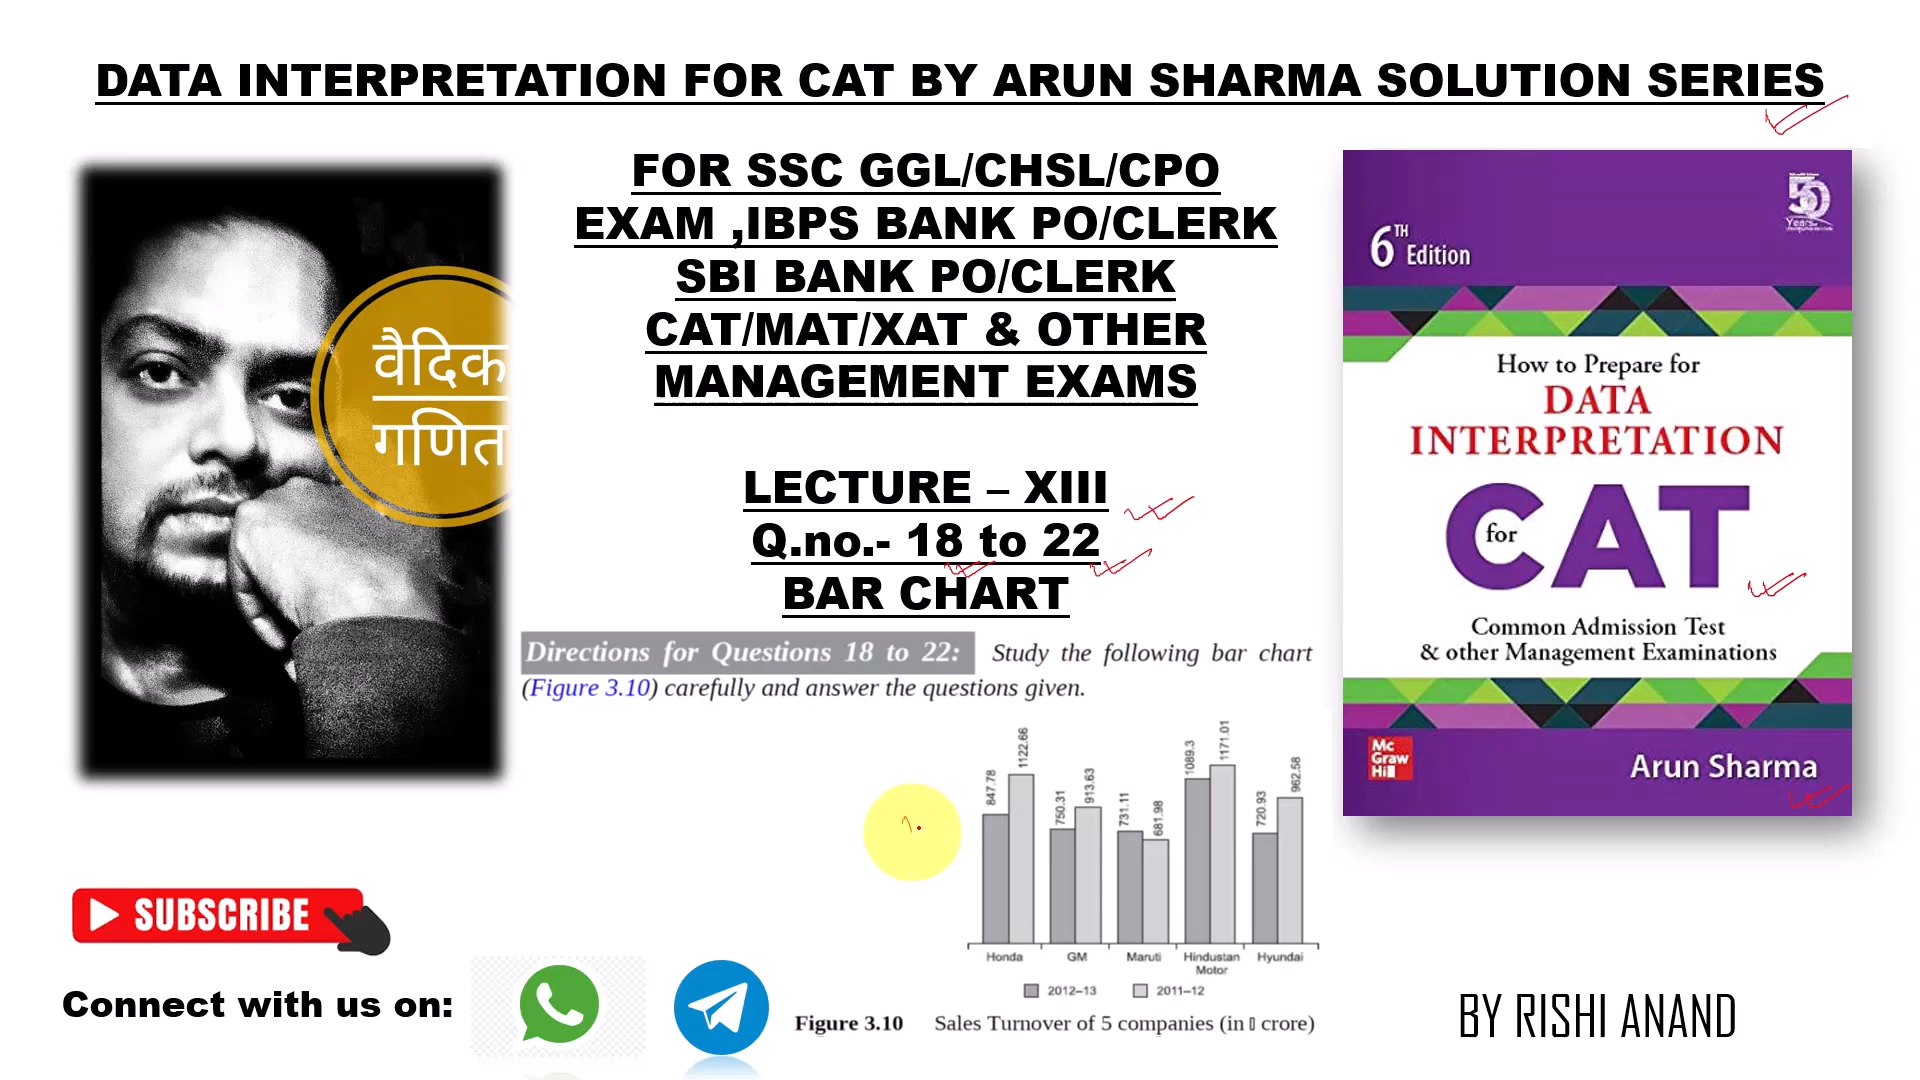 DATA INTERPRETATION FOR CAT BY ARUN SHARMA SOLUTION SERIES
FOR SSC GGL/CHSL/CPO
EXAM ,IBPS BANK PO/CLERK
SBI BANK PO/CLERK
CAT/MAT/XAT & OTHER
MANAGEMENT EXAMS
LECTURE – XIII
Q.no.- 18 to 22
BAR CHART
वैदिक
गणित
Directions for Questions 18 to 22: Study the following bar chart
(Figure 3.10) carefully and answer the questions given.
847.78
1122.66
750.31
913.63
731.11
681.98
1089.3
1171.01
720.93
962.58
Honda GM Maruti Hindustan Hyundai
Motor
2012–13 2011–12
Figure 3.10 Sales Turnover of 5 companies (in ▯ crore)
50
Years
6TH Edition
How to Prepare for
DATA
INTERPRETATION
for
CAT
Common Admission Test
& other Management Examinations
Mc
Graw
Hill
Arun Sharma
SUBSCRIBE
Connect with us on:
BY RISHI ANAND